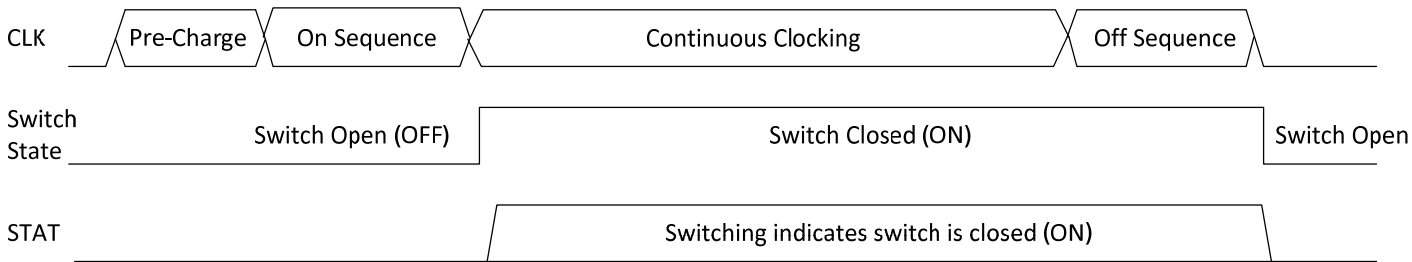 CLK
Pre-Charge
On Sequence
Continuous Clocking
Off Sequence
Switch
State
Switch Open (OFF)
Switch Closed (ON)
Switch Open
STAT
Switching indicates switch is closed (ON)